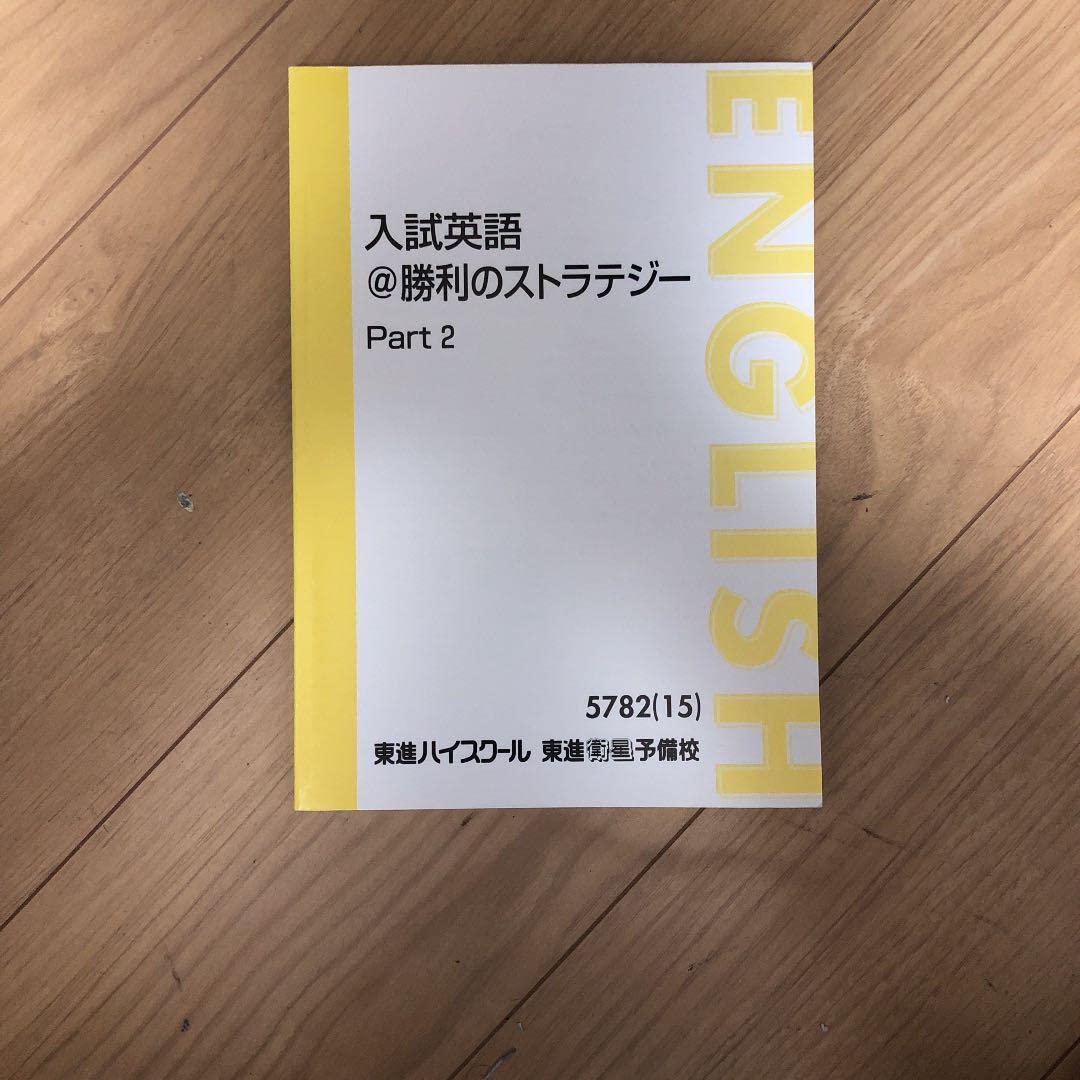 入試英語
@勝利のストラテジー
Part 2
ENGLISH
5782(15)
東進ハイスクール 東進衛星予備校